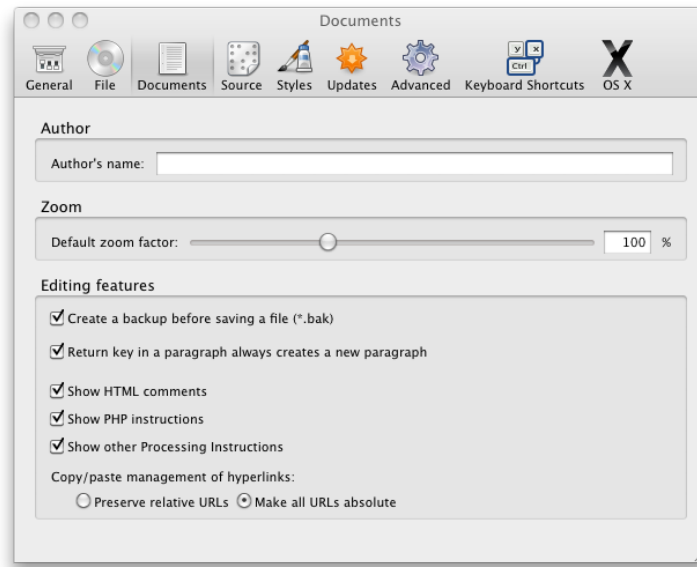 Documents
General File Documents Source Styles Updates Advanced Keyboard Shortcuts OS X
y x
Ctrl
Author
Author's name:
Zoom
Default zoom factor: 100 %
Editing features
Create a backup before saving a file (*.bak)
Return key in a paragraph always creates a new paragraph
Show HTML comments
Show PHP instructions
Show other Processing Instructions
Copy/paste management of hyperlinks:
Preserve relative URLs Make all URLs absolute